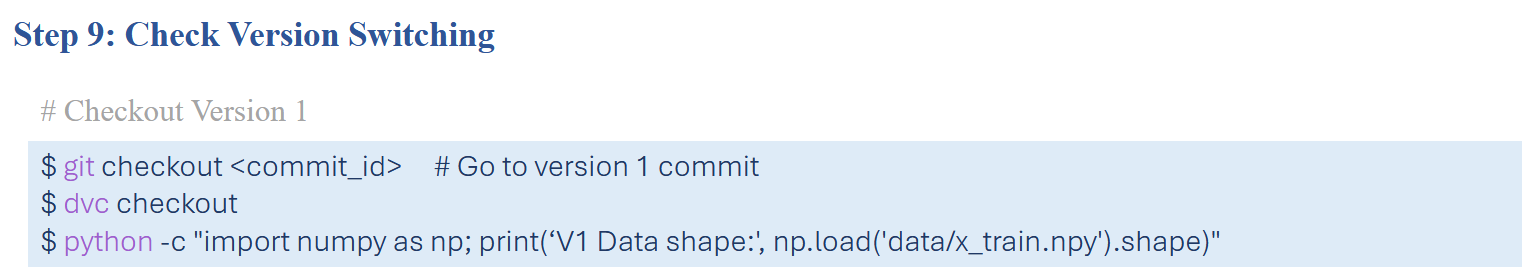 Step 9: Check Version Switching
# Checkout Version 1
$ git checkout <commit_id> # Go to version 1 commit
$ dvc checkout
$ python -c "import numpy as np; print(‘V1 Data shape:', np.load('data/x_train.npy').shape)"